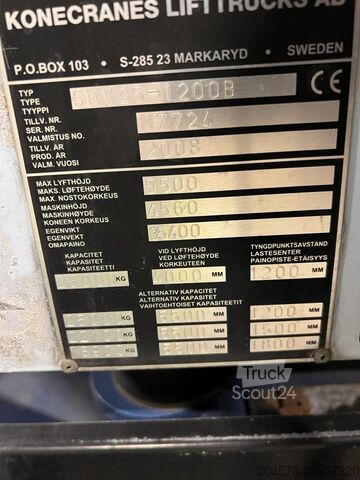 KONECRANES LIFTTRUCKS AB
P.O.BOX 103 • S-285 23 MARKARYD • SWEDEN
TYP
TYPE
TYYPPI
SMV25-1200B
CE
TILLV. NR.
SER. NR.
VALMISTUS NO.
M7724
TILLV. ÅR
PROD. ÅR
VALM. VUOSI
2008
MAX LYFTHÖJD
MAKS. LØFTEHØYDE
MAX. NOSTOKORKEUS
5500
MASKINHÖJD
MASKINHØYDE
KONEEN KORKEUS
4560
EGENVIKT
EGENVEKT
OMAPAINO
35400
KAPACITET
KAPASITET
KAPASITEETTI
KG
VID LYFTHÖJD
VED LØFTEHØYDE
KORKEUTEEN
MM
TYNGDPUNKTSAVSTAND
LASTESENTER
PAINOPISTE-ETÄISYYS
1200 MM
ALTERNATIV KAPACITET
ALTERNATIV KAPASITET
VAIHTOEHTOISET KAPASITEETIT
KG
MM
1200 MM
KG
MM
1500 MM
KG
MM
1800 MM
Truck
Scout24